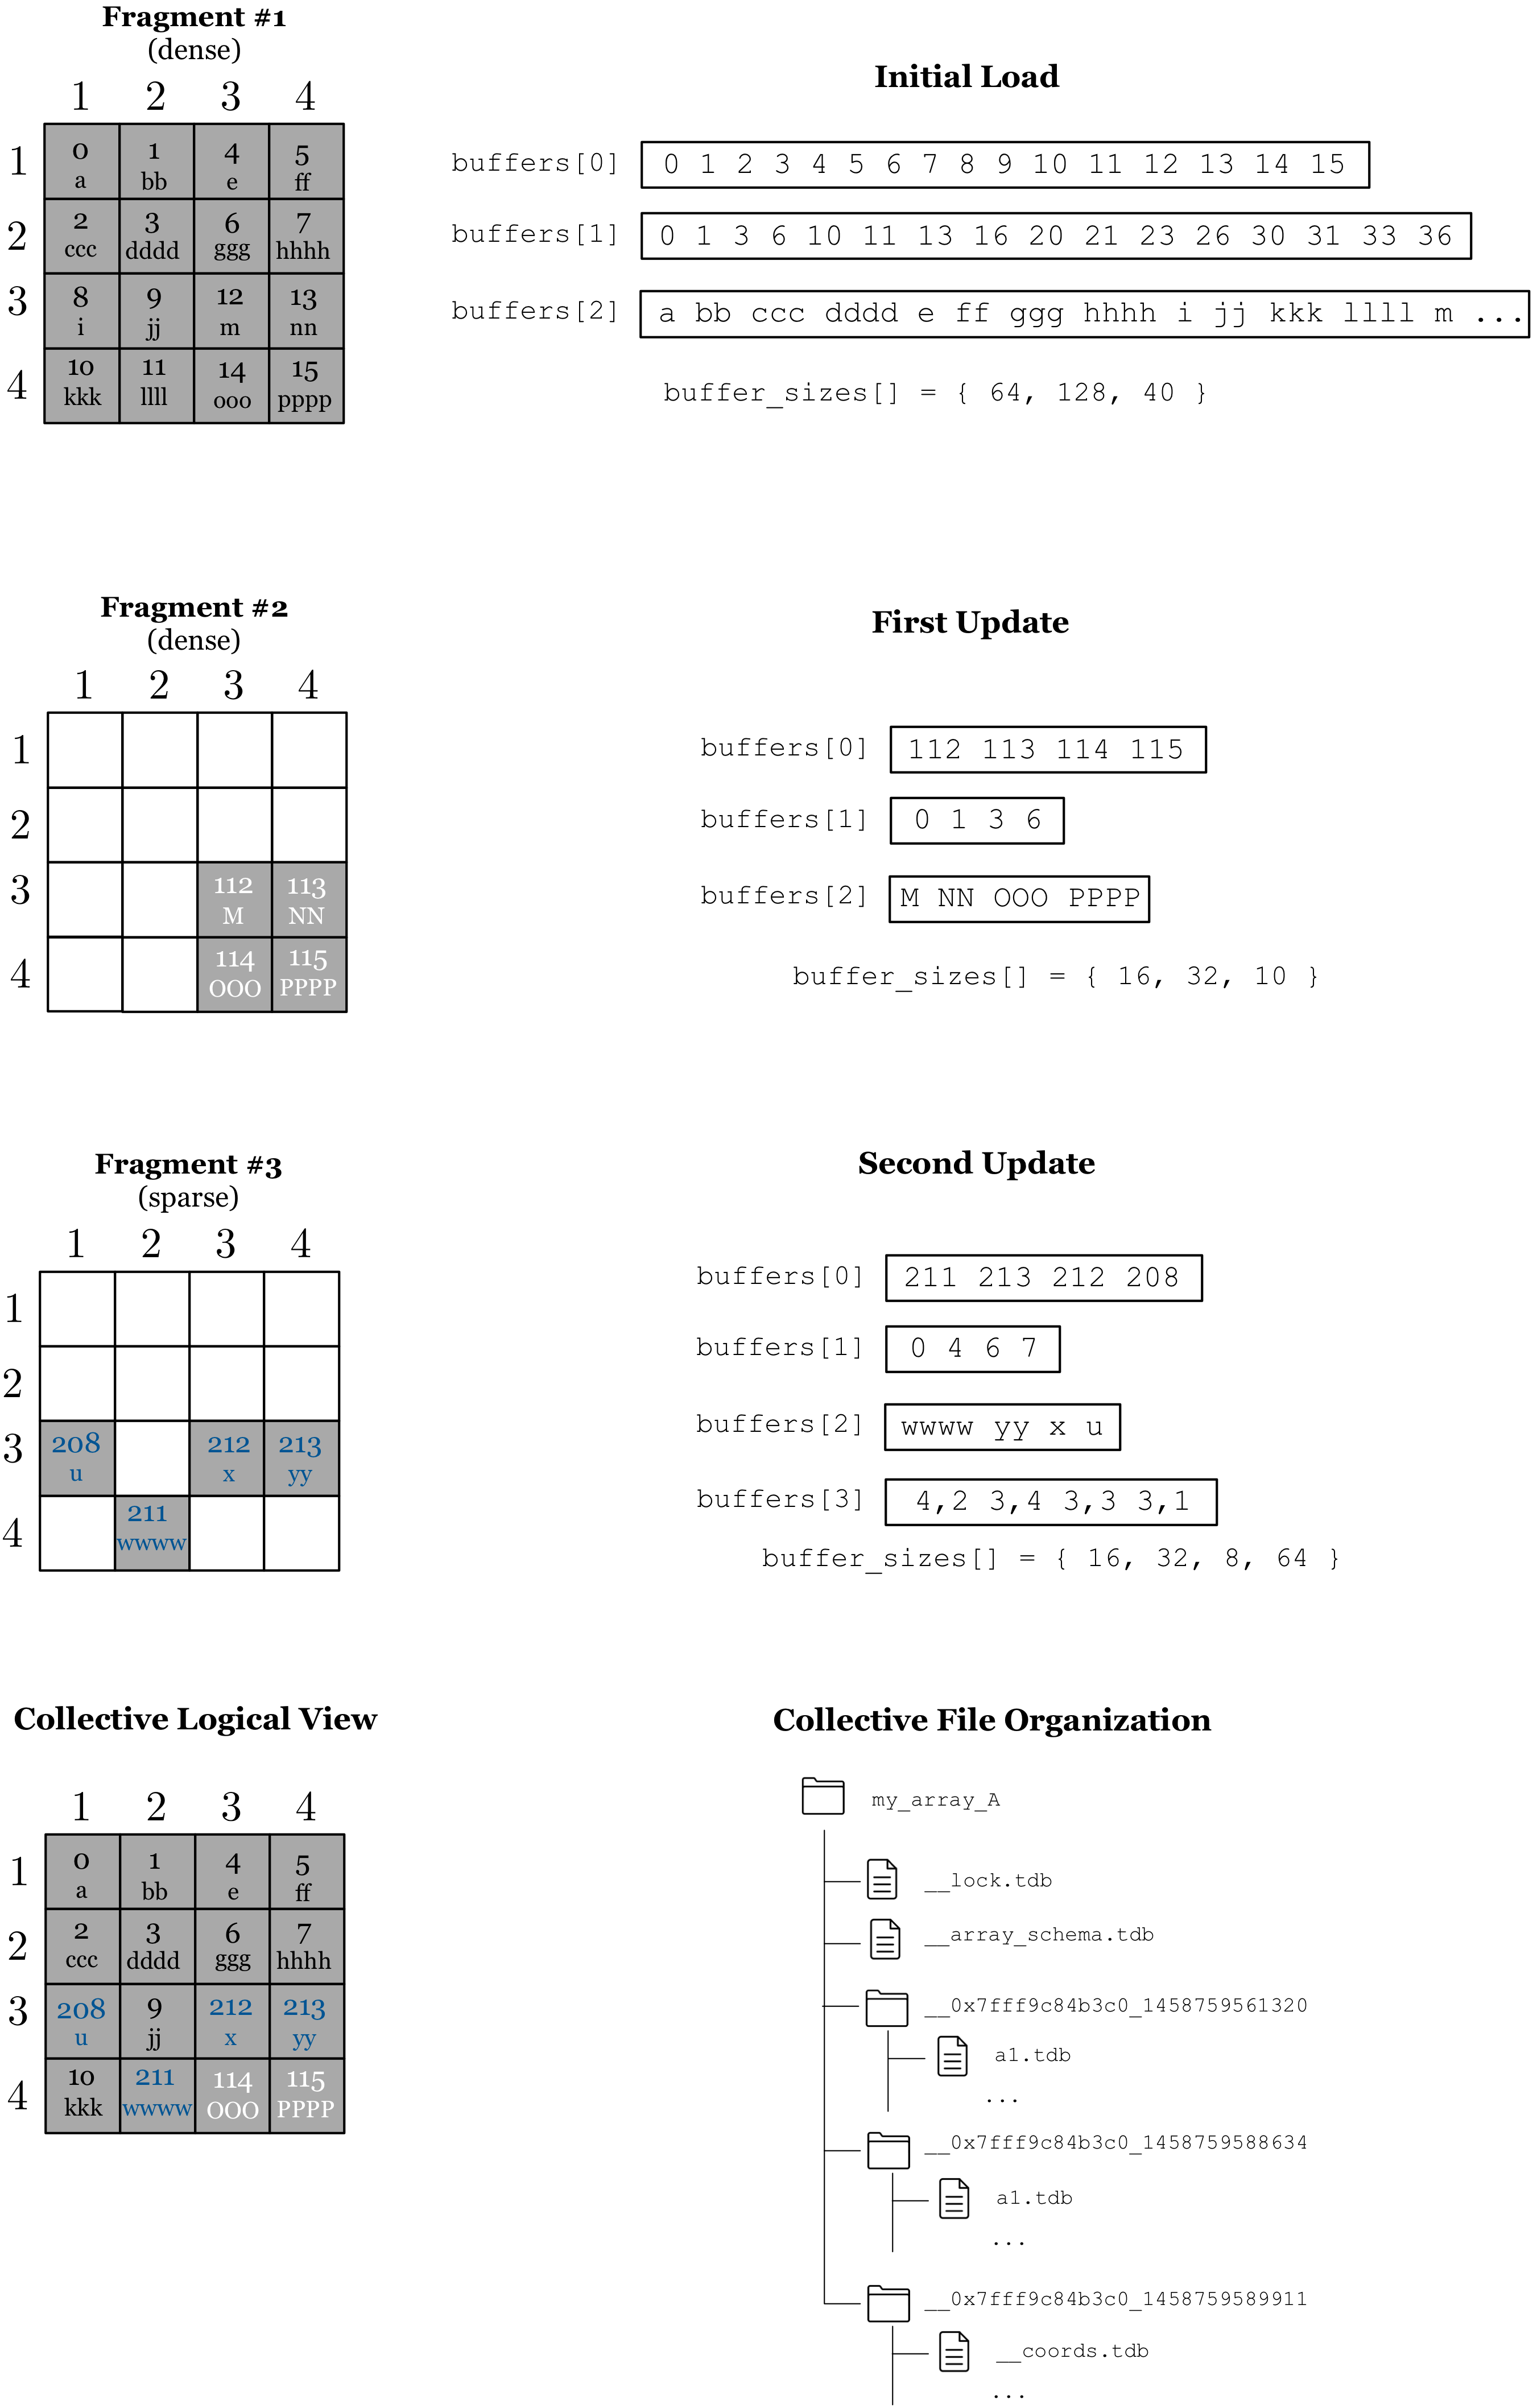 Fragment #1
(dense)
1 2 3 4
1 0 1 4 5
a bb e ff
2 2 3 6 7
ccc dddd ggg hhhh
3 8 9 12 13
i jj m nn
4 10 11 14 15
kkk llll ooo pppp
Initial Load
buffers[0] 0 1 2 3 4 5 6 7 8 9 10 11 12 13 14 15
buffers[1] 0 1 3 6 10 11 13 16 20 21 23 26 30 31 33 36
buffers[2] a bb ccc dddd e ff ggg hhhh i jj kkk llll m ...
buffer_sizes[] = { 64, 128, 40 }
Fragment #2
(dense)
1 2 3 4
1
2
3 112 113
M NN
4 114 115
OOO PPPP
First Update
buffers[0] 112 113 114 115
buffers[1] 0 1 3 6
buffers[2] M NN OOO PPPP
buffer_sizes[] = { 16, 32, 10 }
Fragment #3
(sparse)
1 2 3 4
1
2
3 208 212 213
u x yy
4 211
wwww
Second Update
buffers[0] 211 213 212 208
buffers[1] 0 4 6 7
buffers[2] wwww yy x u
buffers[3] 4,2 3,4 3,3 3,1
buffer_sizes[] = { 16, 32, 8, 64 }
Collective Logical View
1 2 3 4
1 0 1 4 5
a bb e ff
2 2 3 6 7
ccc dddd ggg hhhh
3 208 9 212 213
u jj x yy
4 10 211 114 115
kkk wwww OOO PPPP
Collective File Organization
my_array_A
__lock.tdb
__array_schema.tdb
__0x7fff9c84b3c0_1458759561320
a1.tdb
...
__0x7fff9c84b3c0_1458759588634
a1.tdb
...
__0x7fff9c84b3c0_1458759589911
__coords.tdb
...